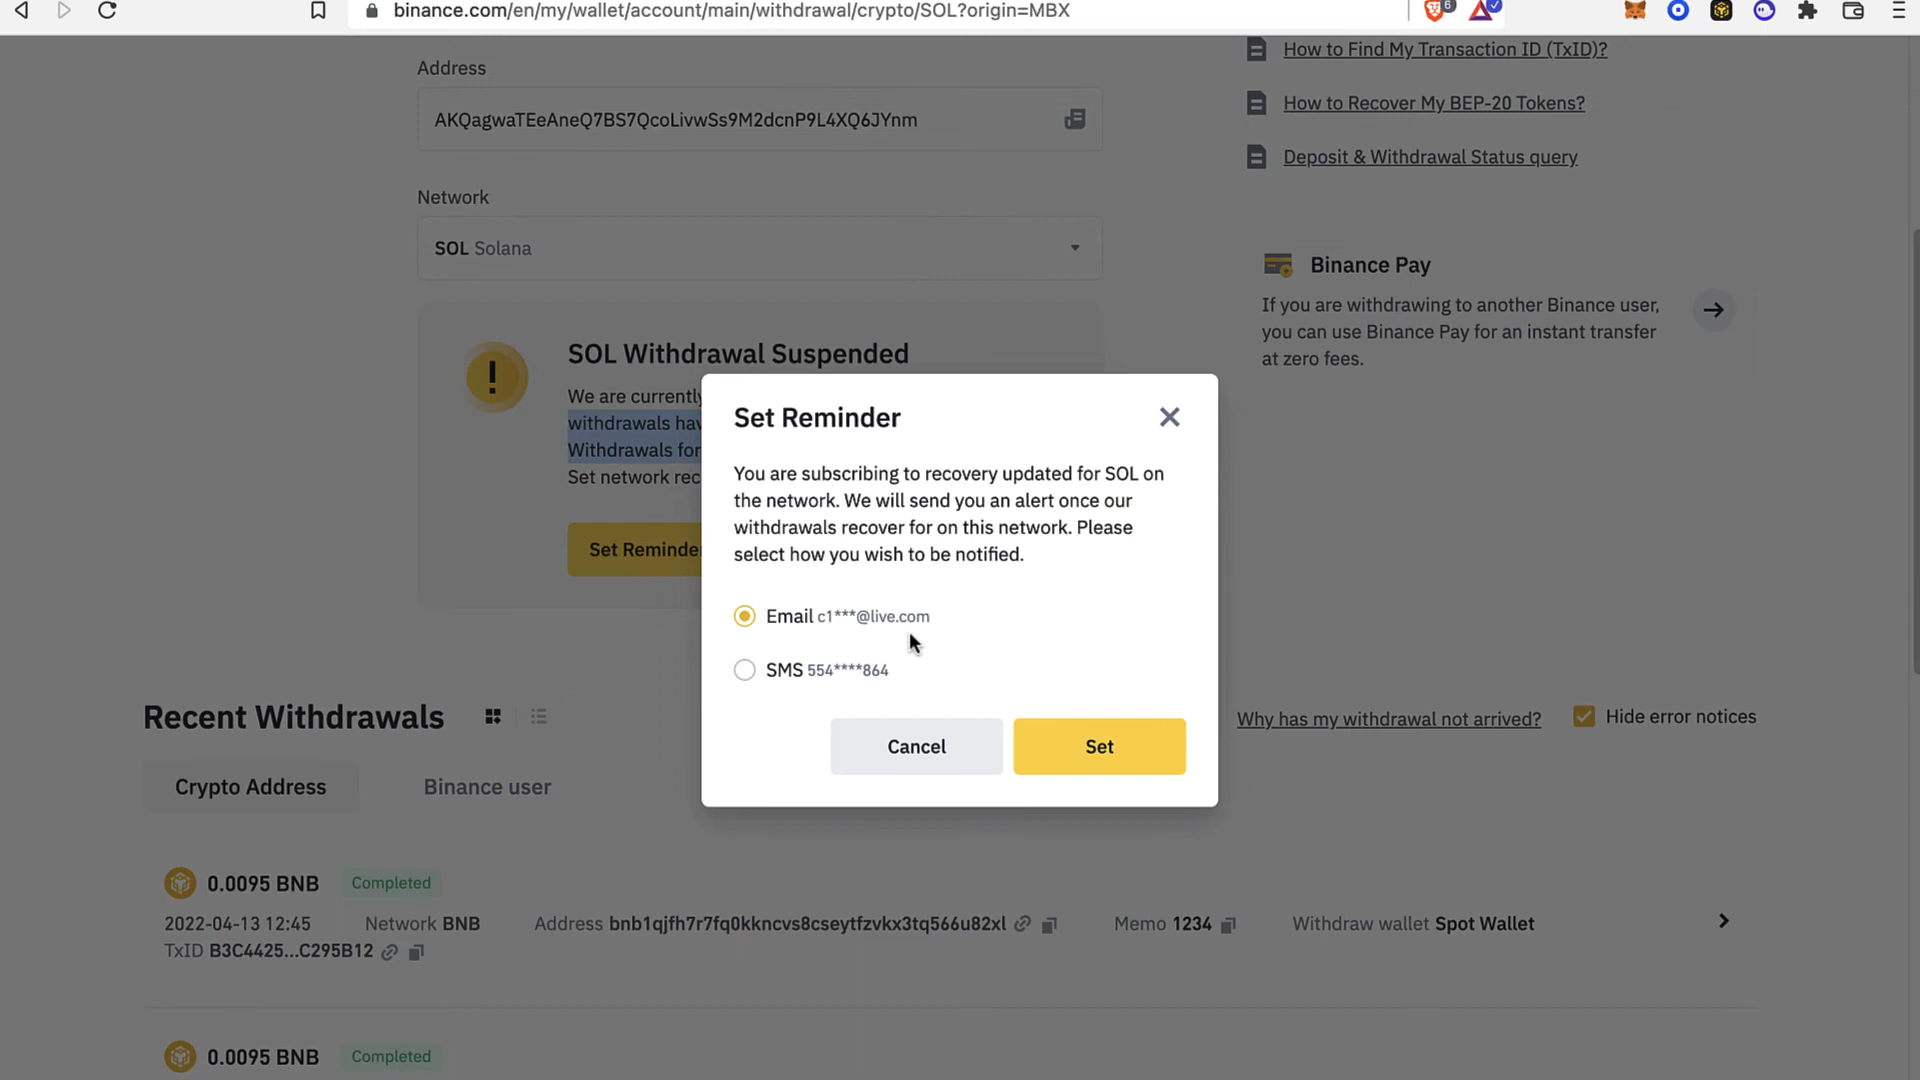 binance.com/en/my/wallet/account/main/withdrawal/crypto/SOL?origin=MBX
6
Address
AKQagwaTEeAneQ7BS7QcoLivwSs9M2dcnP9L4XQ6JYnm
Network
SOL Solana
SOL Withdrawal Suspended
We are currently
withdrawals hav
Withdrawals for
Set network rec
Set Reminde
How to Find My Transaction ID (TxID)?
How to Recover My BEP-20 Tokens?
Deposit & Withdrawal Status query
Binance Pay
If you are withdrawing to another Binance user,
you can use Binance Pay for an instant transfer
at zero fees.
Set Reminder
You are subscribing to recovery updated for SOL on
the network. We will send you an alert once our
withdrawals recover for on this network. Please
select how you wish to be notified.
Email c1***@live.com
SMS 554****864
Cancel
Set
Recent Withdrawals
Why has my withdrawal not arrived?
Hide error notices
Crypto Address
Binance user
0.0095 BNB Completed
2022-04-13 12:45 Network BNB Address bnb1qjfh7r7fq0kkncvs8cseytfzvkx3tq566u82xl Memo 1234 Withdraw wallet Spot Wallet
TxID B3C4425...C295B12
0.0095 BNB Completed